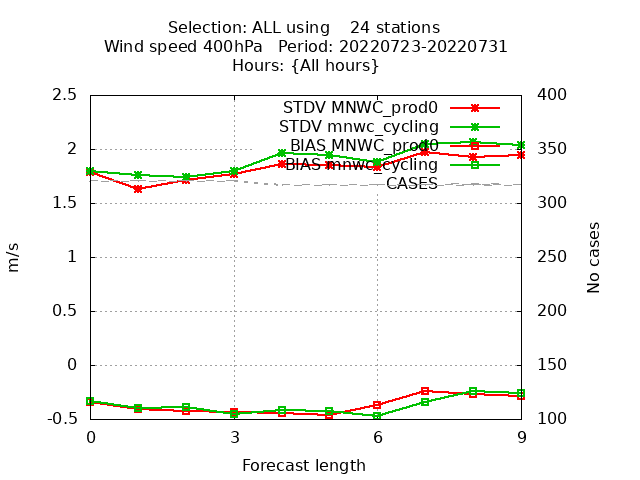 Selection: ALL using    24 stations
Wind speed 400hPa   Period: 20220723-20220731
Hours: {All hours}
2.5
2
1.5
1
0.5
0
-0.5
400
350
300
250
200
150
100
STDV MNWC_prod0
STDV mnwc_cycling
BIAS MNWC_prod0
BIAS mnwc_cycling
CASES
m/s
No cases
0
3
6
9
Forecast length